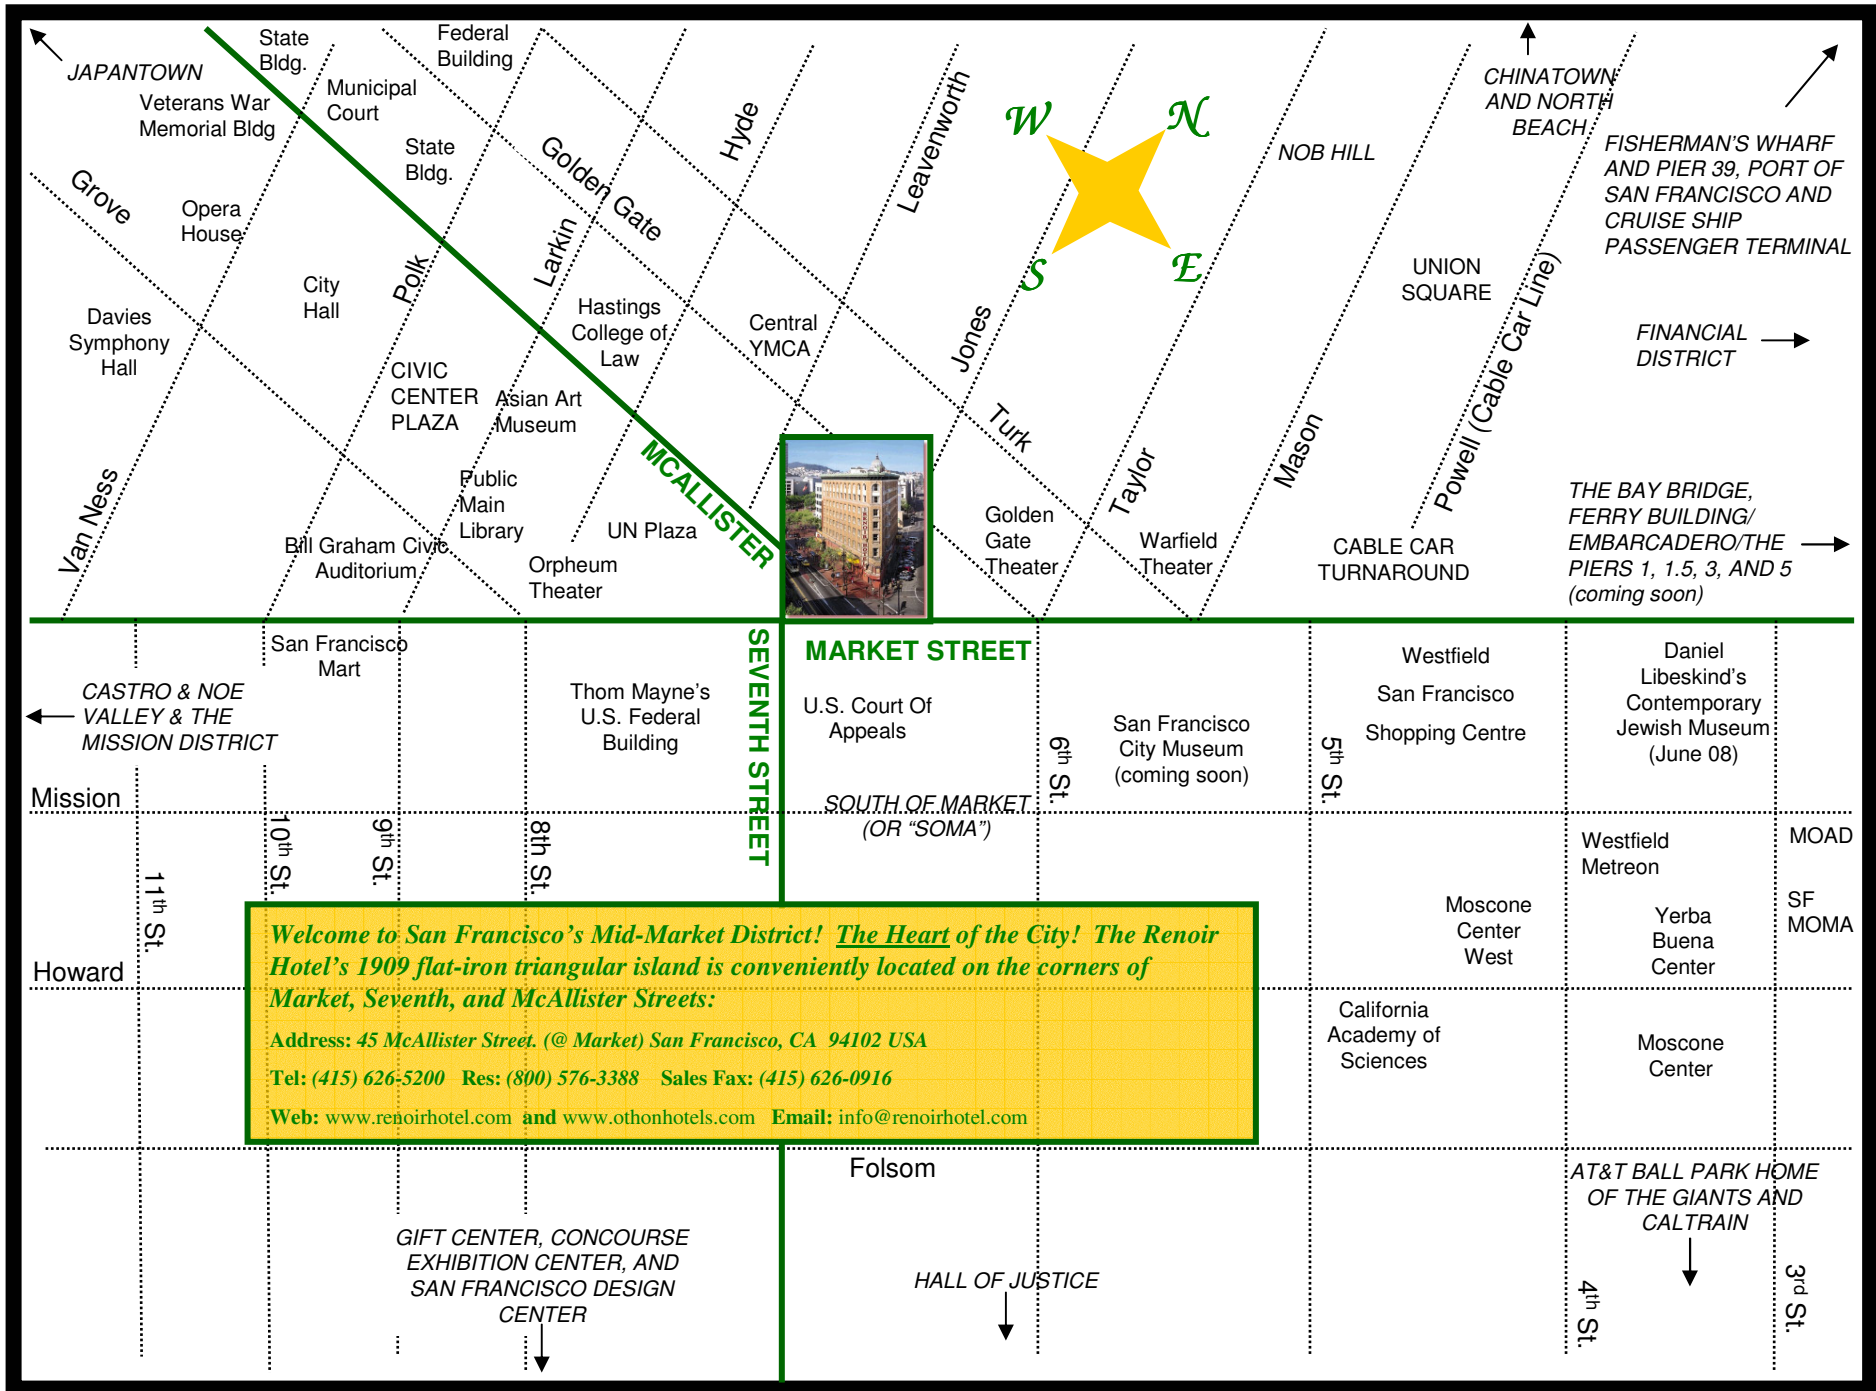 JAPANTOWN
State
Bldg.
Federal
Building
Veterans War
Memorial Bldg
Municipal
Court
State
Bldg.
Grove
Opera
House
City
Hall
Davies
Symphony
Hall
Polk
Larkin
Golden Gate
Hyde
Leavenworth
W
N
S
E
NOB HILL
CHINATOWN
AND NORTH
BEACH
FISHERMAN'S WHARF
AND PIER 39, PORT OF
SAN FRANCISCO AND
CRUISE SHIP
PASSENGER TERMINAL
UNION
SQUARE
FINANCIAL
DISTRICT
Hastings
College of
Law
Central
YMCA
Jones
CIVIC
CENTER
PLAZA
Asian Art
Museum
MCALLISTER
Turk
Taylor
Mason
Powell (Cable Car Line)
Van Ness
Public
Main
Library
Bill Graham Civic
Auditorium
UN Plaza
Orpheum
Theater
Golden
Gate
Theater
Warfield
Theater
CABLE CAR
TURNAROUND
THE BAY BRIDGE,
FERRY BUILDING/
EMBARCADERO/THE
PIERS 1, 1.5, 3, AND 5
(coming soon)
San Francisco
Mart
SEVENTH STREET
MARKET STREET
CASTRO & NOE
VALLEY & THE
MISSION DISTRICT
Thom Mayne's
U.S. Federal
Building
U.S. Court Of
Appeals
6th St.
San Francisco
City Museum
(coming soon)
5th St.
Westfield
San Francisco
Shopping Centre
Daniel
Libeskind's
Contemporary
Jewish Museum
(June 08)
Mission
SOUTH OF MARKET
(OR "SOMA")
11th St.
10th St.
9th St.
8th St.
Westfield
Metreon
MOAD
Moscone
Center
West
Yerba
Buena
Center
SF
MOMA
Howard
Welcome to San Francisco's Mid-Market District! The Heart of the City! The Renoir
Hotel's 1909 flat-iron triangular island is conveniently located on the corners of
Market, Seventh, and McAllister Streets:
Address: 45 McAllister Street. (@ Market) San Francisco, CA 94102 USA
Tel: (415) 626-5200 Res: (800) 576-3388 Sales Fax: (415) 626-0916
Web: www.renoirhotel.com and www.othonhotels.com Email: info@renoirhotel.com
California
Academy of
Sciences
Moscone
Center
Folsom
AT&T BALL PARK HOME
OF THE GIANTS AND
CALTRAIN
GIFT CENTER, CONCOURSE
EXHIBITION CENTER, AND
SAN FRANCISCO DESIGN
CENTER
HALL OF JUSTICE
4th St.
3rd St.